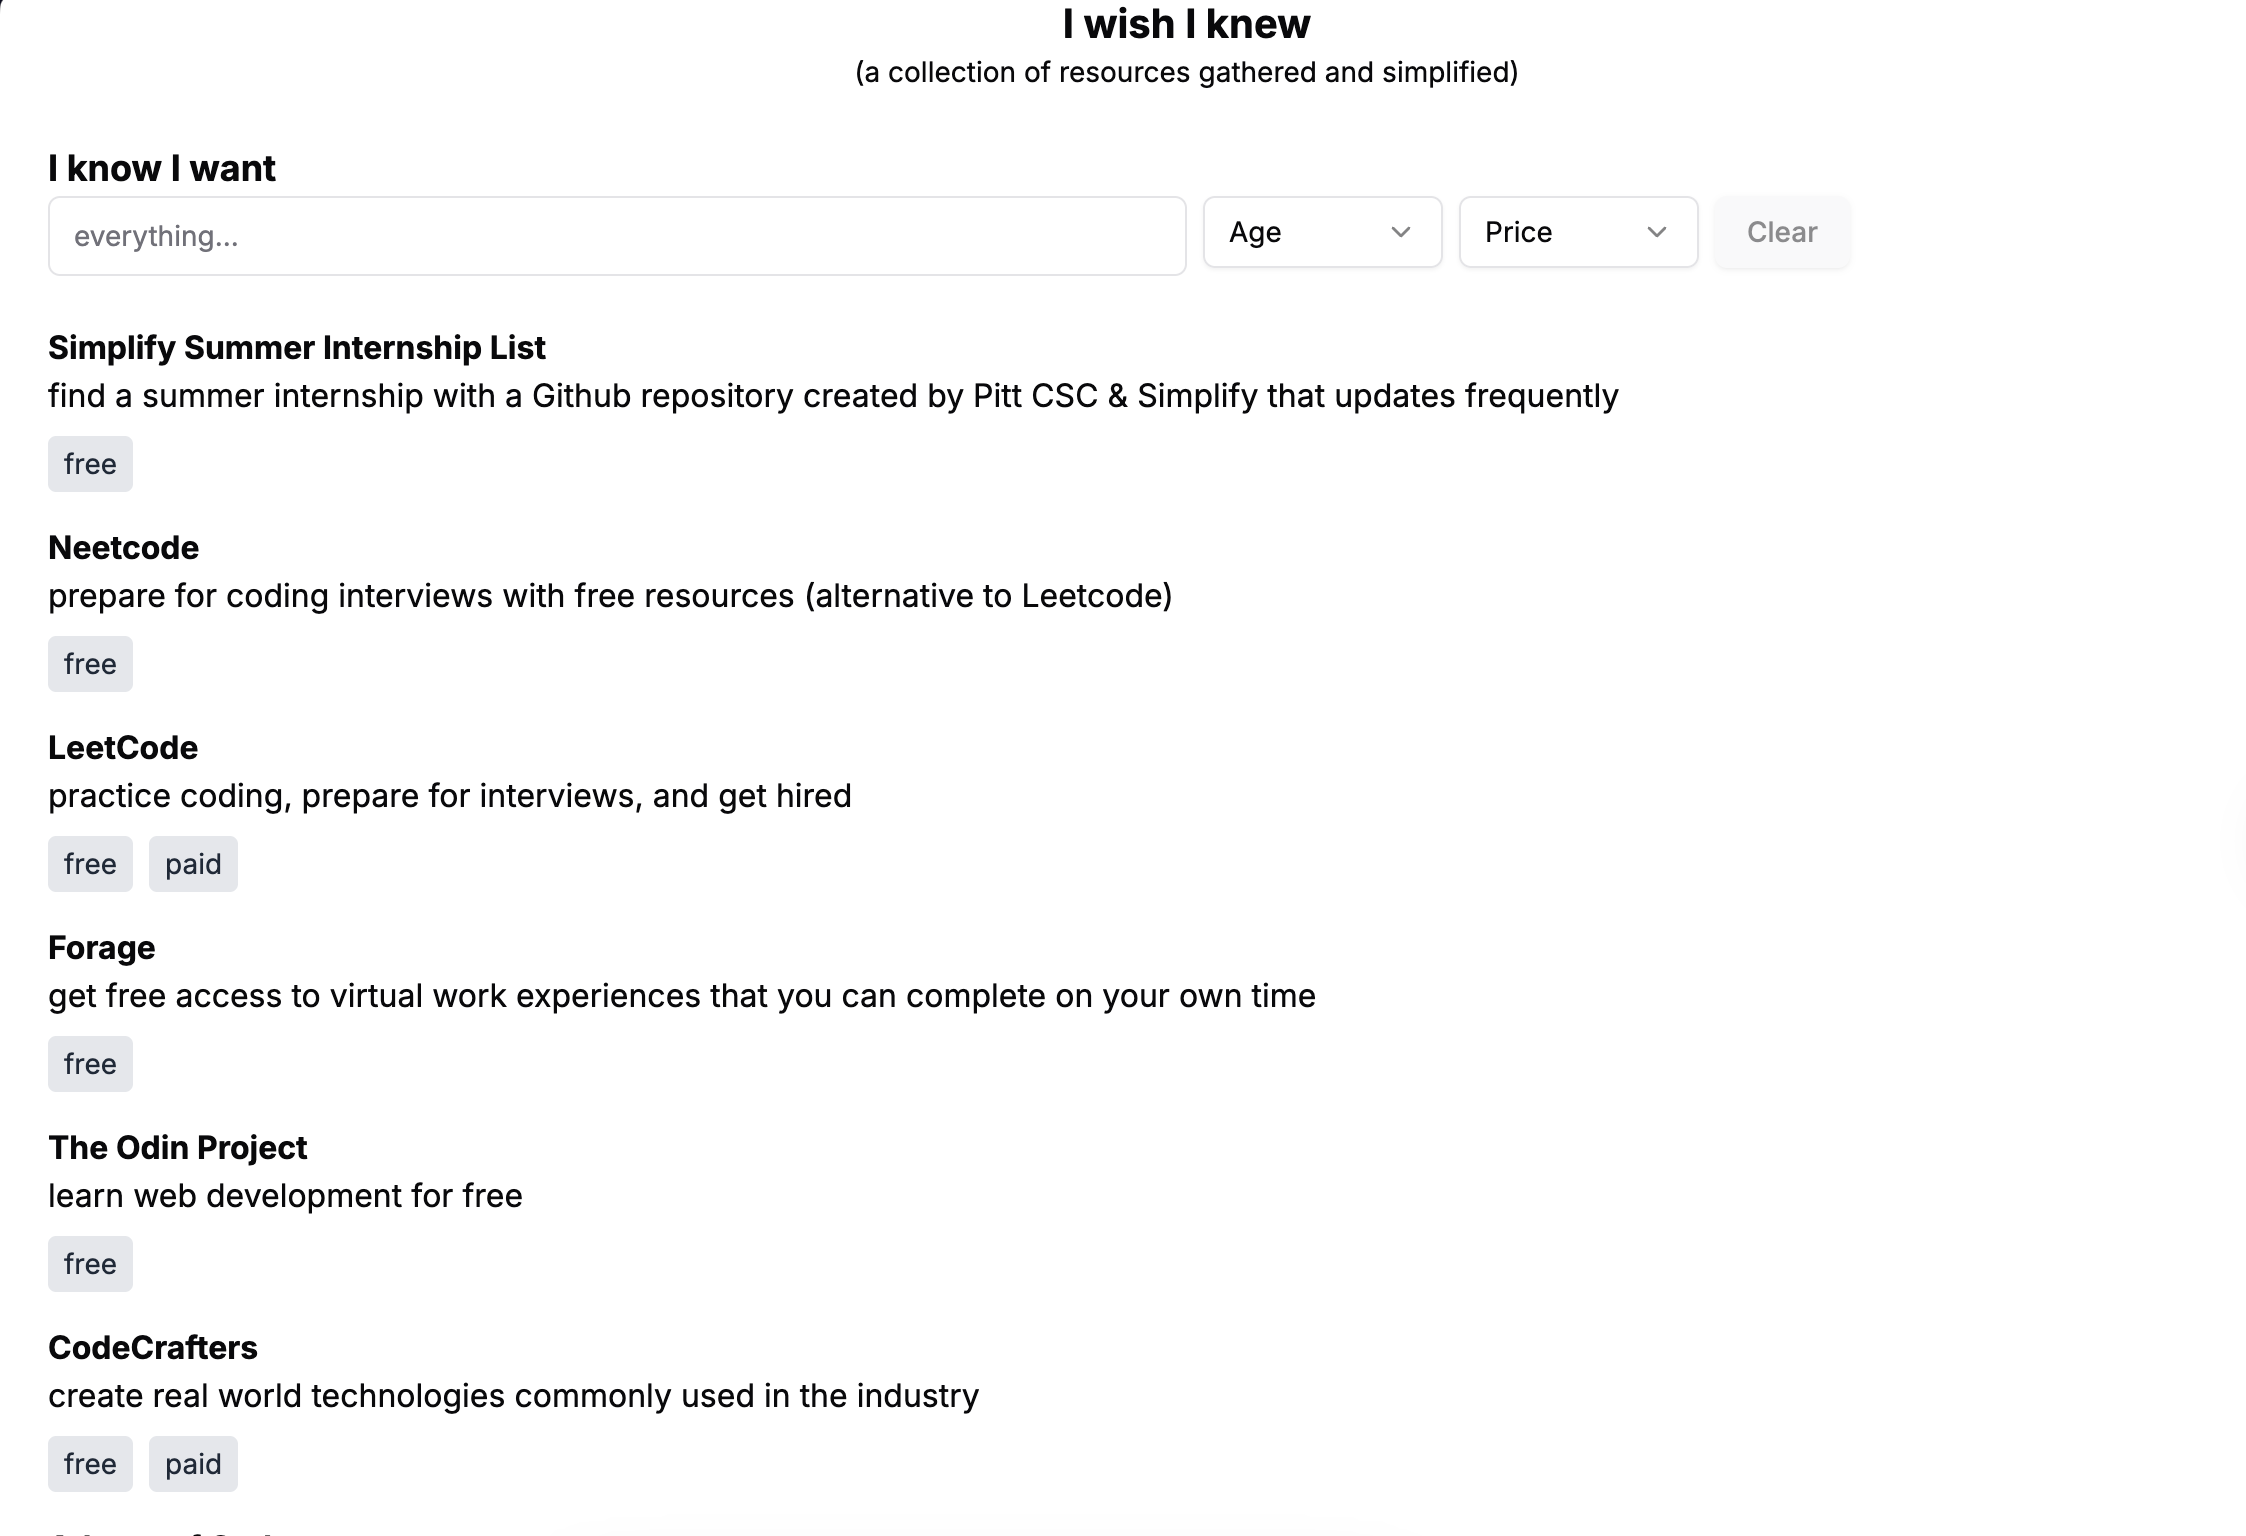 I wish I knew
(a collection of resources gathered and simplified)
I know I want
everything...
Age
Price
Clear
Simplify Summer Internship List
find a summer internship with a Github repository created by Pitt CSC & Simplify that updates frequently
free
Neetcode
prepare for coding interviews with free resources (alternative to Leetcode)
free
LeetCode
practice coding, prepare for interviews, and get hired
free paid
Forage
get free access to virtual work experiences that you can complete on your own time
free
The Odin Project
learn web development for free
free
CodeCrafters
create real world technologies commonly used in the industry
free paid